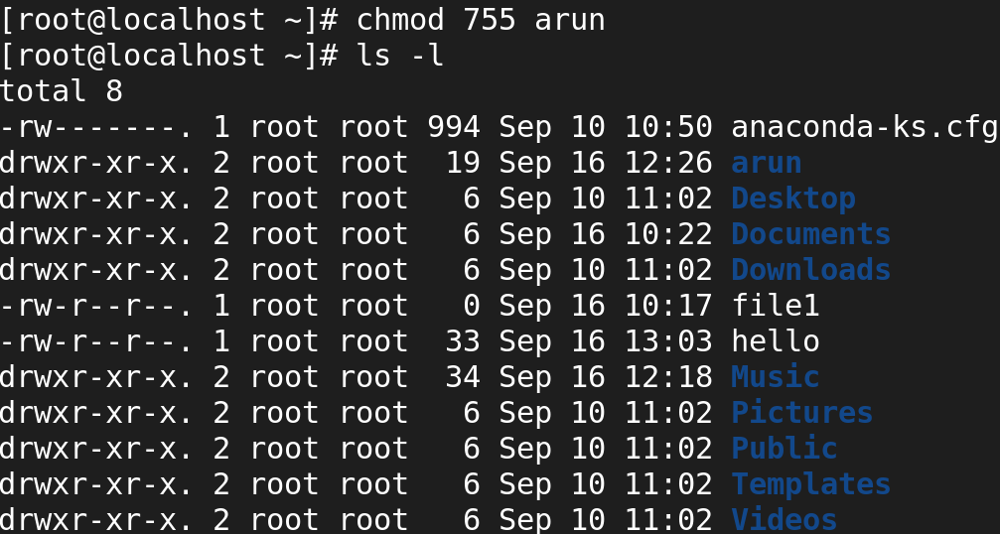 [root@localhost ~]# chmod 755 arun
[root@localhost ~]# ls -l
total 8
-rw-------. 1 root root 994 Sep 10 10:50 anaconda-ks.cfg
drwxr-xr-x. 2 root root  19 Sep 16 12:26 arun
drwxr-xr-x. 2 root root   6 Sep 10 11:02 Desktop
drwxr-xr-x. 2 root root   6 Sep 16 10:22 Documents
drwxr-xr-x. 2 root root   6 Sep 10 11:02 Downloads
-rw-r--r--. 1 root root   0 Sep 16 10:17 file1
-rw-r--r--. 1 root root  33 Sep 16 13:03 hello
drwxr-xr-x. 2 root root  34 Sep 16 12:18 Music
drwxr-xr-x. 2 root root   6 Sep 10 11:02 Pictures
drwxr-xr-x. 2 root root   6 Sep 10 11:02 Public
drwxr-xr-x. 2 root root   6 Sep 10 11:02 Templates
drwxr-xr-x. 2 root root   6 Sep 10 11:02 Videos